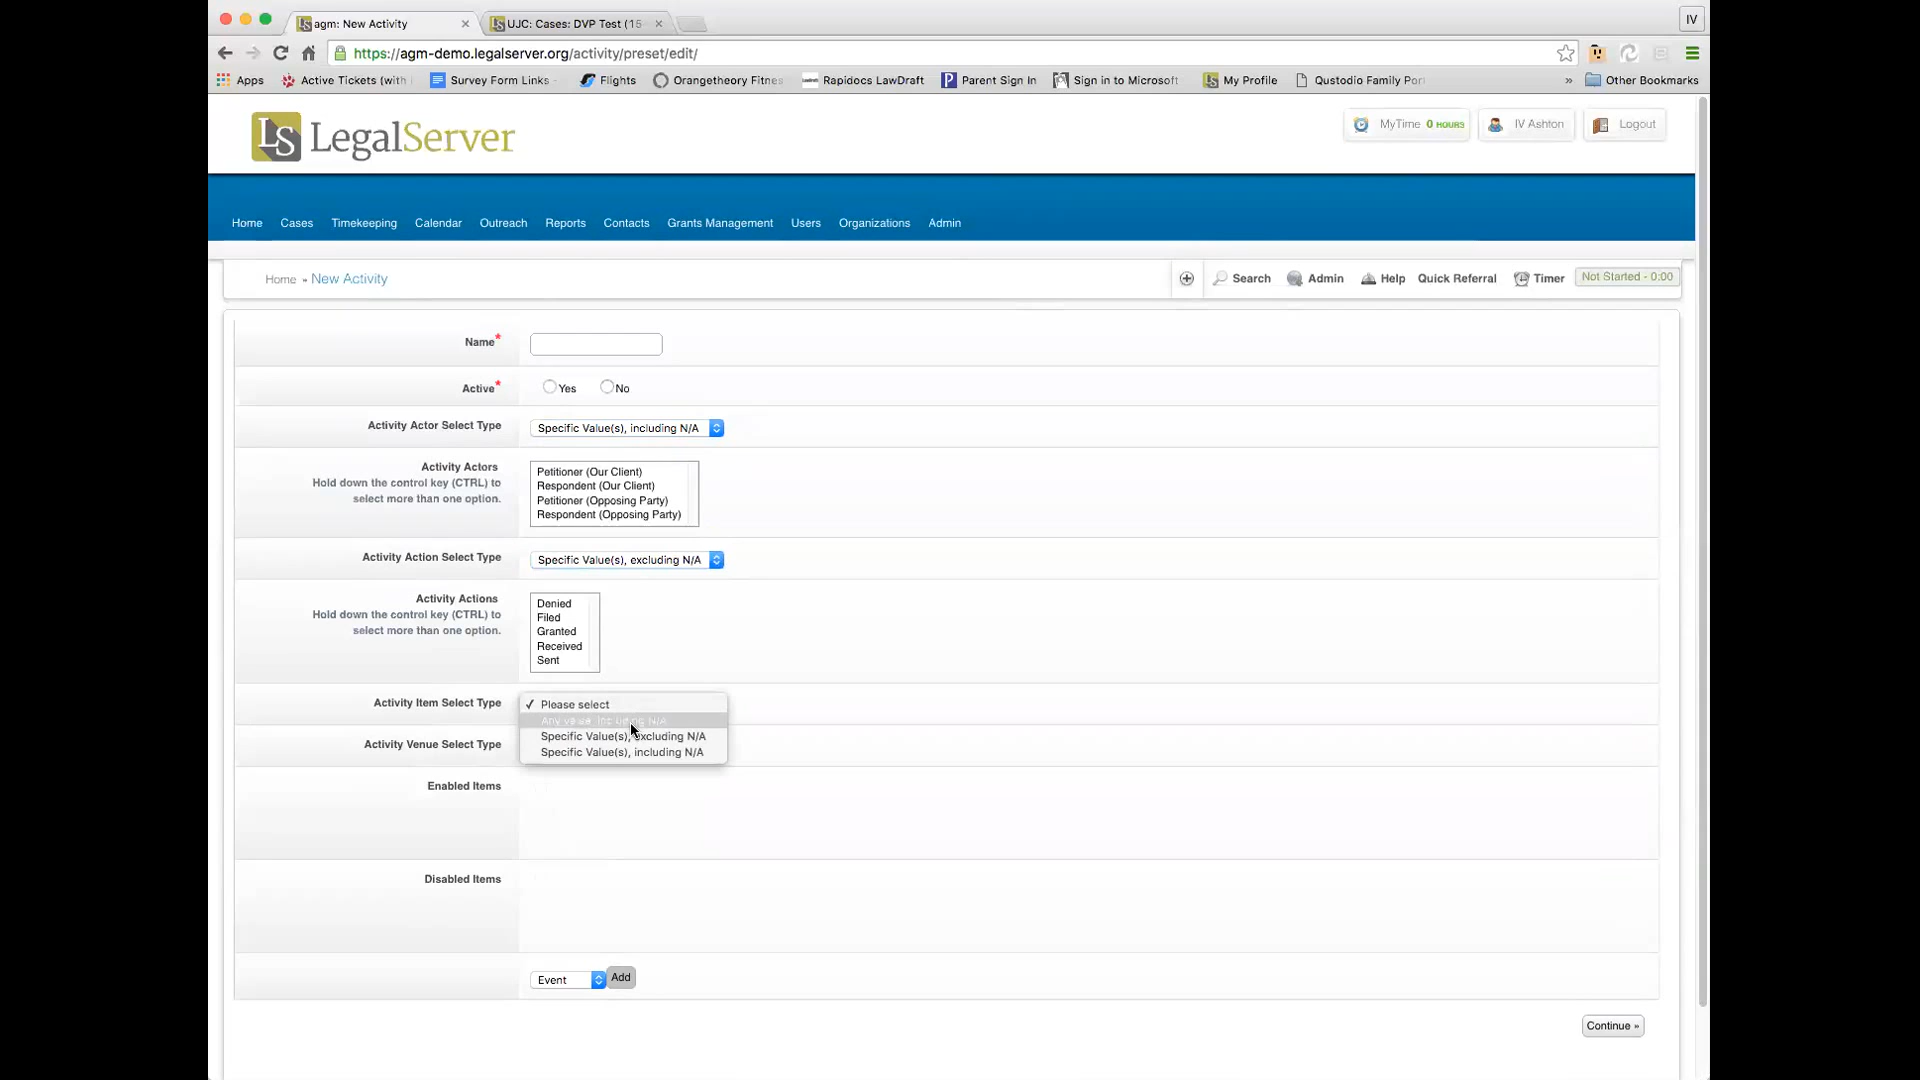 agm: New Activity
UJC: Cases: DVP Test (15
IV
https://agm-demo.legalserver.org/activity/preset/edit/
Apps
Active Tickets (with
Survey Form Links -
Flights
Orangetheory Fitnes
Rapidocs LawDraft
Parent Sign In
Sign in to Microsoft
My Profile
Qustodio Family Por
» Other Bookmarks
LS LegalServer
MyTime 0 HOURS
IV Ashton
Logout
Home Cases Timekeeping Calendar Outreach Reports Contacts Grants Management Users Organizations Admin
Home » New Activity
Search Admin Help Quick Referral Timer Not Started - 0:00
Name*
Active* Yes No
Activity Actor Select Type Specific Value(s), including N/A
Activity Actors
Hold down the control key (CTRL) to
select more than one option.
Petitioner (Our Client)
Respondent (Our Client)
Petitioner (Opposing Party)
Respondent (Opposing Party)
Activity Action Select Type Specific Value(s), excluding N/A
Activity Actions
Hold down the control key (CTRL) to
select more than one option.
Denied
Filed
Granted
Received
Sent
Activity Item Select Type
✓ Please select
Any value, including N/A
Specific Value(s), excluding N/A
Specific Value(s), including N/A
Activity Venue Select Type
Enabled Items
Disabled Items
Event Add
Continue »